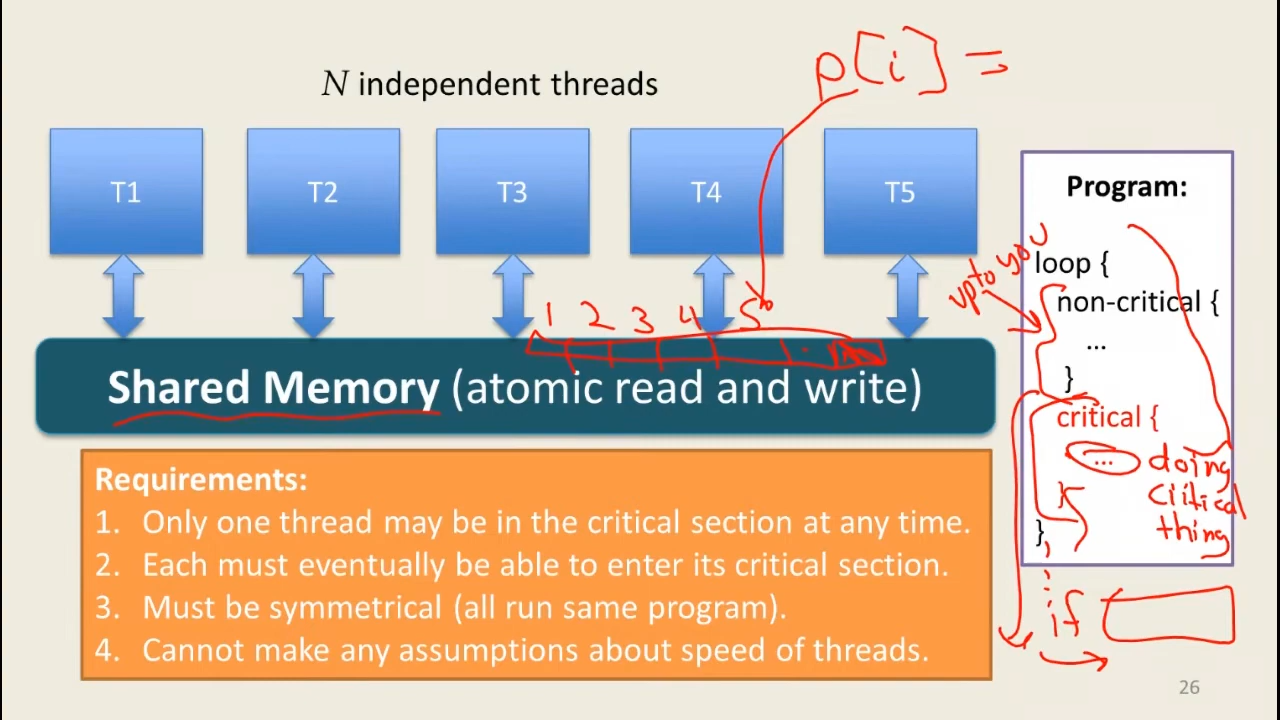 p[i] =
N independent threads
T1 T2 T3 T4 T5
Program:
up to you
loop {
non-critical {
...
}
1 2 3 4 5
Shared Memory (atomic read and write)
critical {
... doing
critical
thing
}
Requirements:
1. Only one thread may be in the critical section at any time.
2. Each must eventually be able to enter its critical section.
3. Must be symmetrical (all run same program).
4. Cannot make any assumptions about speed of threads.
if
26